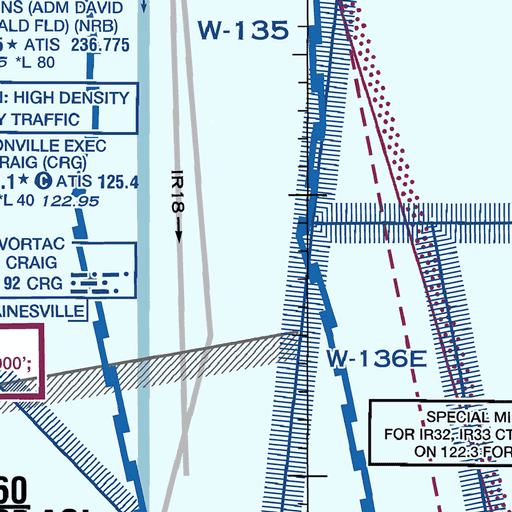 NS (ADM DAVID
ALD FLD) (NRB)
5★ ATIS 236.775
5 *L 80
W-135
: HIGH DENSITY
Y TRAFFIC
ONVILLE EXEC
RAIG (CRG)
.1★ C ATIS 125.4
*L 40 122.95
IR18
VORTAC
CRAIG
92 CRG
AINESVILLE
000';
W-136E
SPECIAL MI
FOR IR32, IR33 CT
ON 122.3 FOR
60